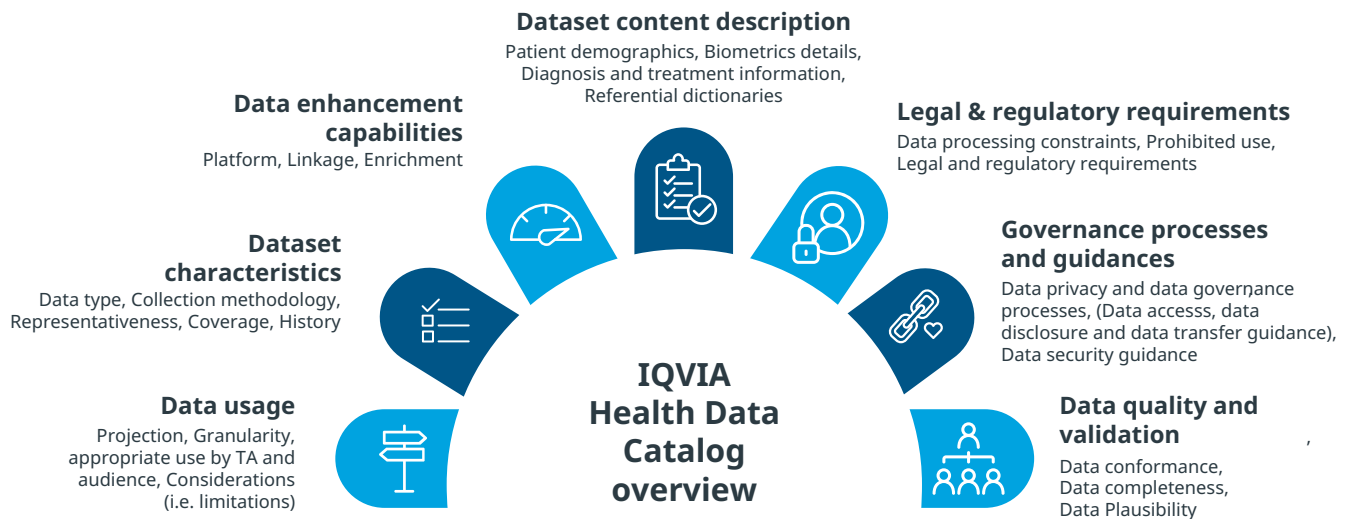 Dataset content description
Patient demographics, Biometrics details,
Diagnosis and treatment information,
Referential dictionaries
Data enhancement
capabilities
Platform, Linkage, Enrichment
Legal & regulatory requirements
Data processing constraints, Prohibited use,
Legal and regulatory requirements
Dataset
characteristics
Data type, Collection methodology,
Representativeness, Coverage, History
Governance processes
and guidances
Data privacy and data governance
processes, (Data accesss, data
disclosure and data transfer guidance),
Data security guidance
Data usage
Projection, Granularity,
appropriate use by TA and
audience, Considerations
(i.e. limitations)
IQVIA
Health Data
Catalog
overview
Data quality and
validation
,
Data conformance,
Data completeness,
Data Plausibility